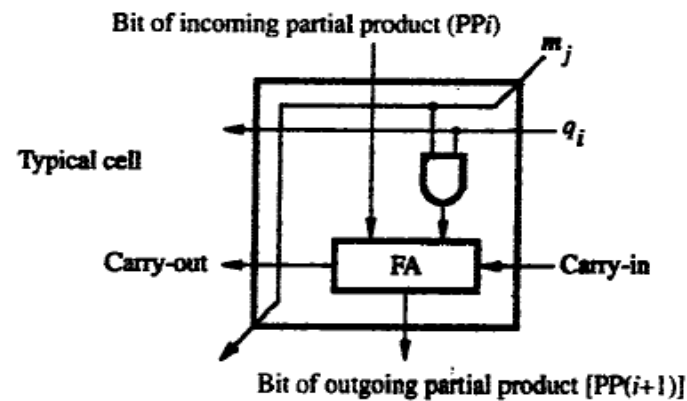 Bit of incoming partial product (PPi)
m_j
q_i
Typical cell
Carry-out
FA
Carry-in
Bit of outgoing partial product [PP(i+1)]